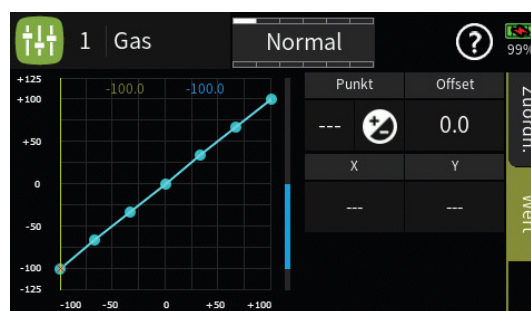 1 Gas Normal ? 99%
+125
+100
-100.0 -100.0
Punkt Offset
--- +- 0.0
+50
X Y
0
--- ---
-50
-100
-125
-100 -50 0 +50 +100
Zuordn.
Wert